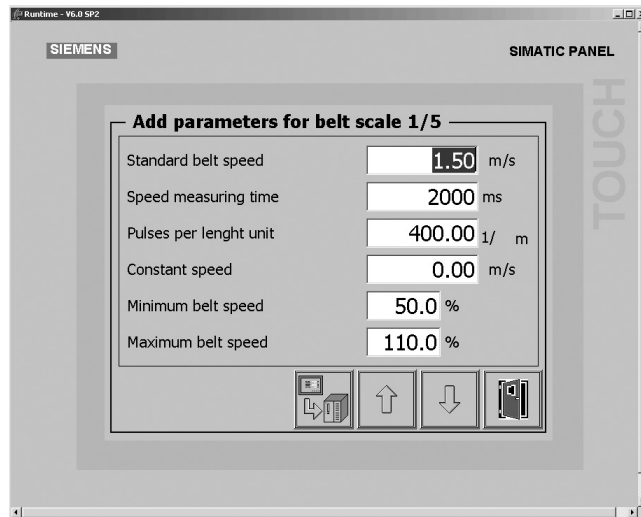 Runtime - V6.0 SP2
SIEMENS
SIMATIC PANEL
TOUCH
Add parameters for belt scale 1/5
Standard belt speed 1.50 m/s
Speed measuring time 2000 ms
Pulses per lenght unit 400.00 1/ m
Constant speed 0.00 m/s
Minimum belt speed 50.0 %
Maximum belt speed 110.0 %